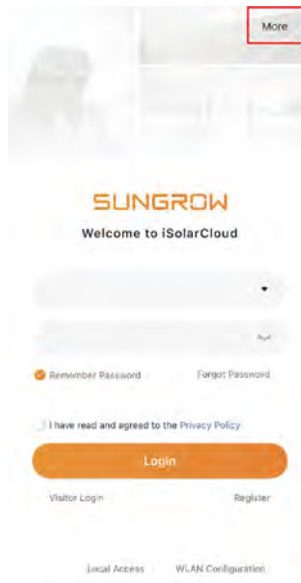 More
SUNGROW
Welcome to iSolarCloud
Remember Password Forgot Password
I have read and agreed to the Privacy Policy
Login
Visitor Login Register
Local Access WLAN Configuration